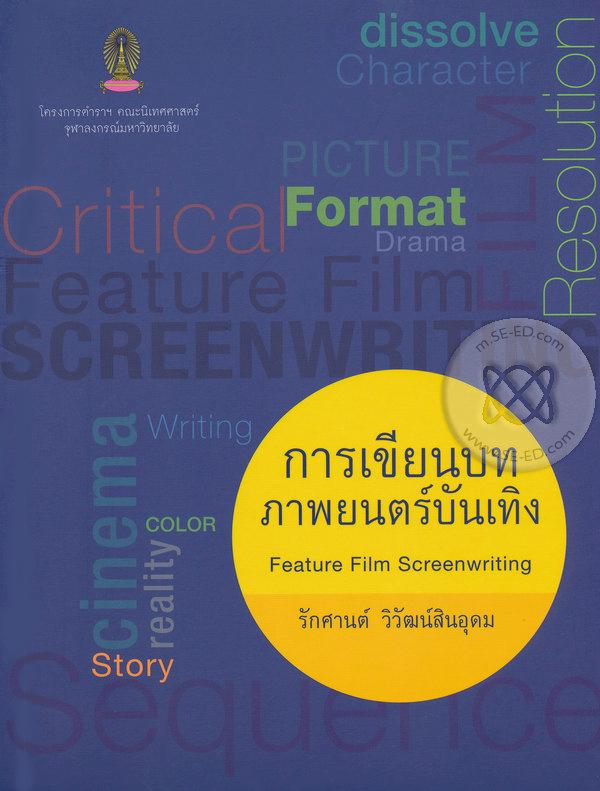 dissolve
Character
Resolution
โครงการตำราฯ คณะนิเทศศาสตร์
จุฬาลงกรณ์มหาวิทยาลัย
PICTURE
FILM
Critical
Format
Drama
Feature Film
SCREENWRITING
m.SE-ED.com
www.SE-ED.com
cinema
Writing
การเขียนบท
ภาพยนตร์บันเทิง
COLOR
reality
Feature Film Screenwriting
รักศานต์ วิวัฒน์สินอุดม
Story
Sequence